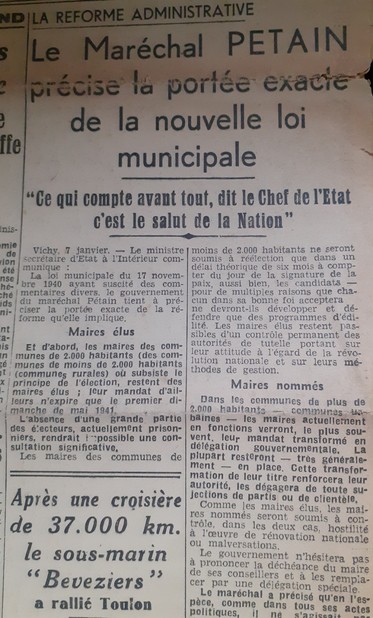 ND
LA REFORME ADMINISTRATIVE
Le Maréchal PETAIN
précise la portée exacte
de la nouvelle loi
municipale
"Ce qui compte avant tout, dit le Chef de l'Etat
c'est le salut de la Nation"
Vichy, 7 janvier. — Le ministre
secrétaire d'Etat à l'Intérieur com-
munique :
La loi municipale du 17 novem-
bre 1940 ayant suscité des com-
mentaires divers, le gouvernement
du maréchal Pétain tient à pré-
ciser la portée exacte de la ré-
forme qu'elle implique.
Maires élus
Et d'abord, les maires des com-
munes de 2.000 habitants (des com-
munes de moins de 2.000 habitants
(communes rurales) où subsiste
le principe de l'élection, restent des
maires élus ; leur mandat d'ail-
leurs n'expire que le premier di-
manche de mai 1941.
L'absence d'une grande partie
des électeurs, actuellement prison-
niers, rendrait impossible une con-
sultation significative,
Les maires des communes de
moins de 2.000 habitants ne seront
soumis à réélection que dans un
délai théorique de six mois à comp-
ter du jour de la signature de la
paix, aussi bien, les candidats —
pour de multiples raisons que cha-
cun dans sa bonne foi acceptera
— ne devront-ils développer et dé-
fendre que des programmes d'édi-
lité. Les maires élus restent pas-
sibles d'un contrôle permanent des
autorités de tutelle portant sur
leur attitude à l'égard de la révo-
lution nationale et sur leurs mé-
thodes de gestion.
Maires nommés
Dans les communes de plus de
2.000 habitants — communes ur-
baines — les maires actuellement
en fonctions verront, le plus sou-
vent, leur mandat transformé en
délégation gouvernementale. La
plupart resteront — très générale-
ment — en place. Cette transforma-
tion de leur titre renforcera leur
autorité, les dégagera de toute su-
jections de partis ou de clientèle.
Comme les maires élus, les mai-
res nommés seront soumis à con-
trôle, dans les deux cas, hostilité
à l'œuvre de rénovation nationale
ou malversations.
Le gouvernement n'hésitera pas
à prononcer la déchéance du maire
de ses conseillers et à les rempla-
cer par une délégation spéciale.
Le maréchal a précisé qu'en l'es-
pèce, comme dans tous ses actes
politiques, il ne s'agissait
Après une croisière
de 37.000 km.
le sous-marin
"Beveziers"
a rallié Toulon